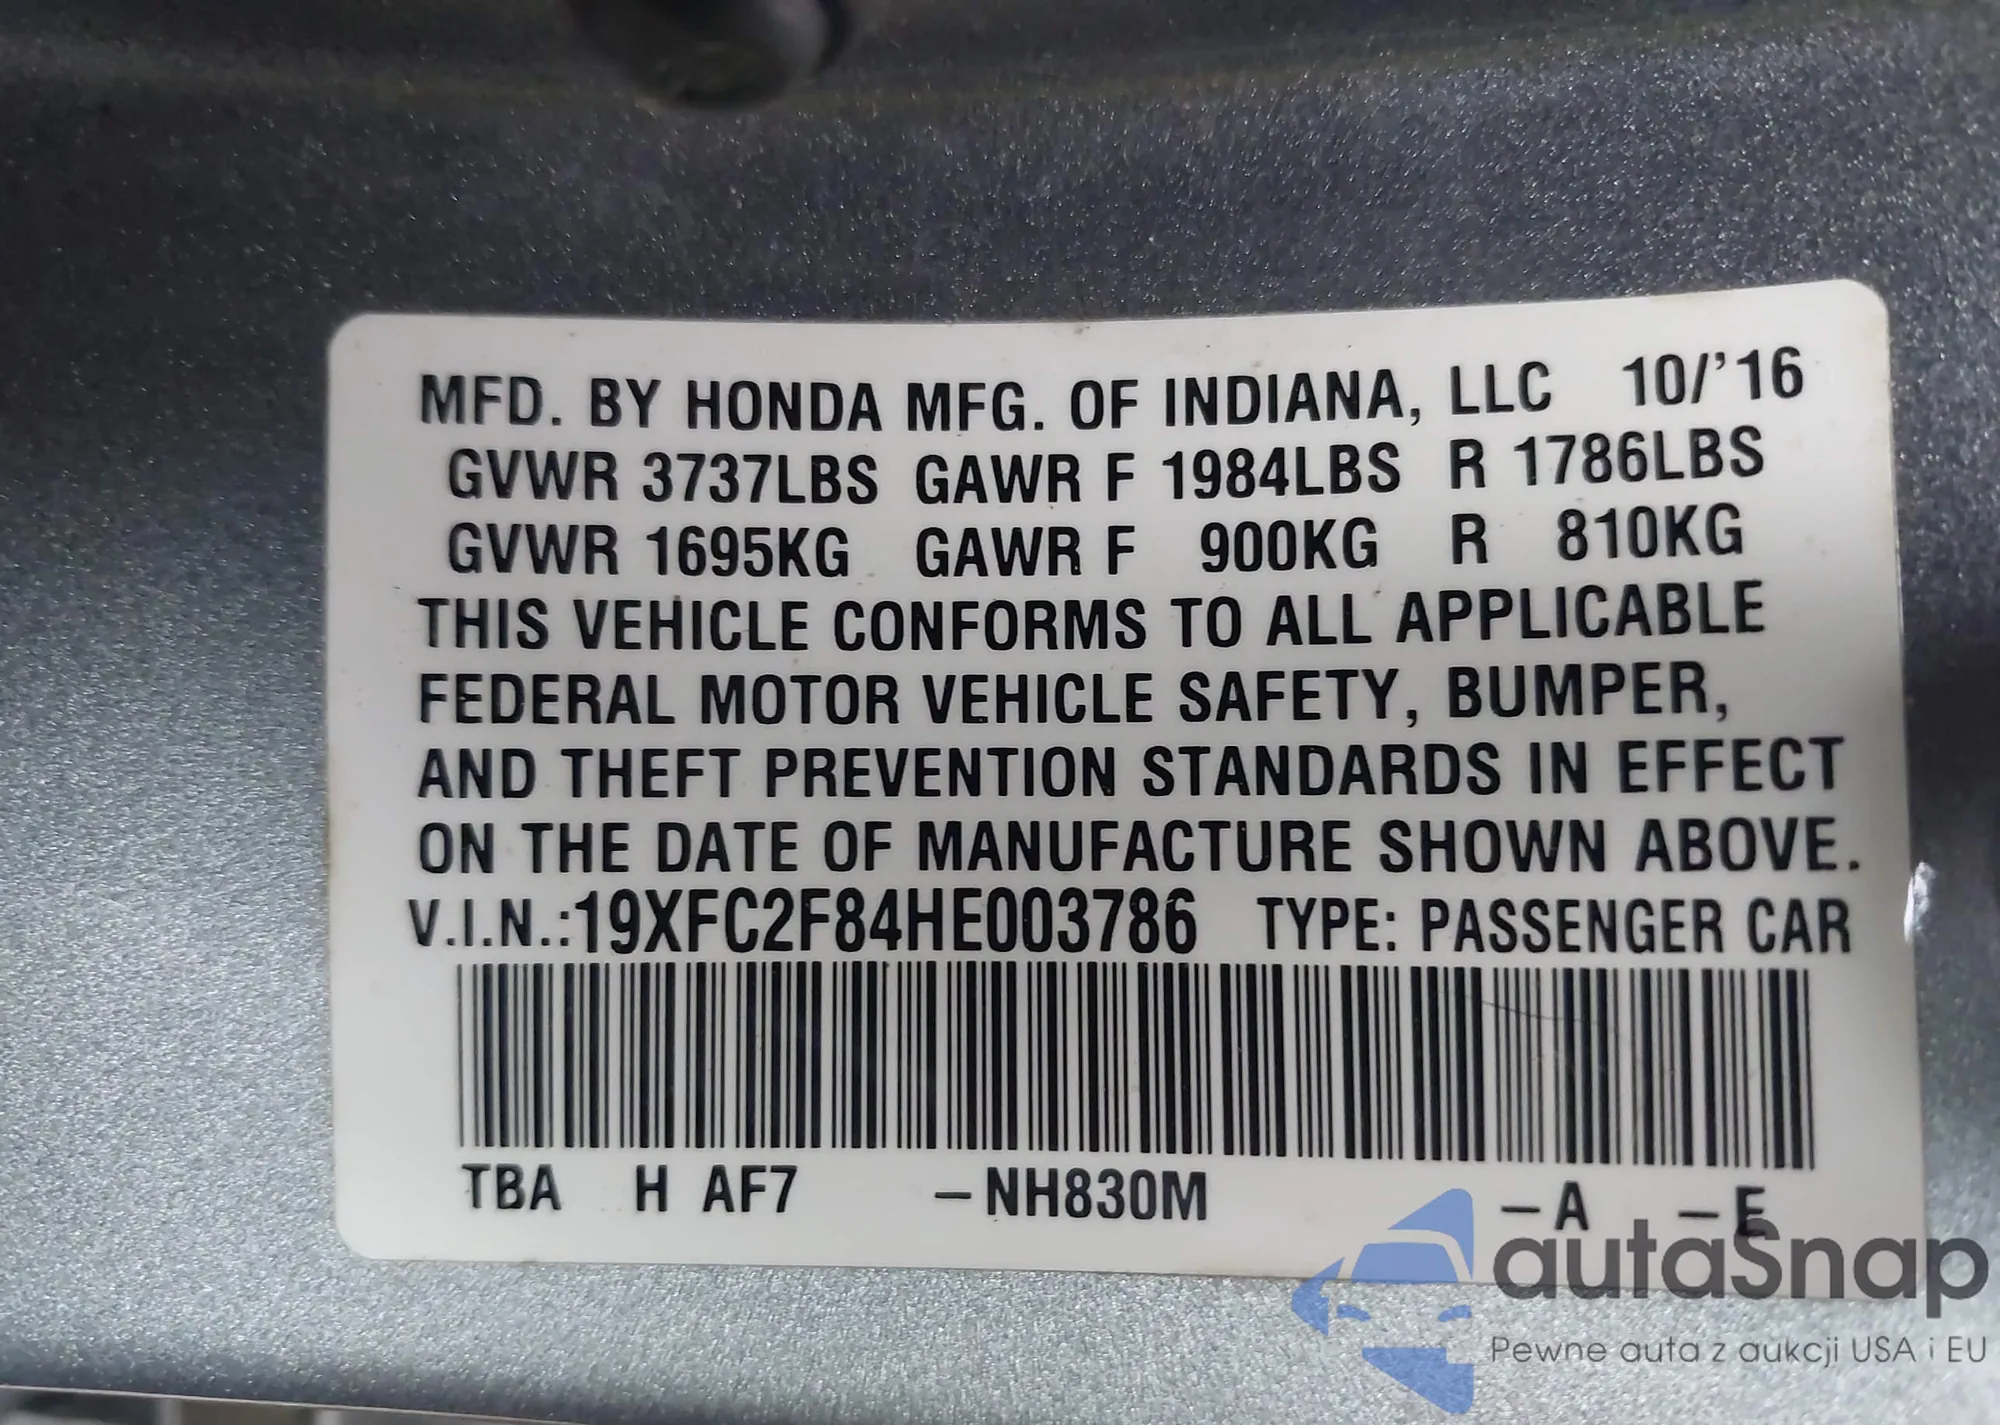 MFD. BY HONDA MFG. OF INDIANA, LLC 10/'16
GVWR 3737LBS GAWR F 1984LBS R 1786LBS
GVWR 1695KG GAWR F 900KG R 810KG
THIS VEHICLE CONFORMS TO ALL APPLICABLE
FEDERAL MOTOR VEHICLE SAFETY, BUMPER,
AND THEFT PREVENTION STANDARDS IN EFFECT
ON THE DATE OF MANUFACTURE SHOWN ABOVE.
V.I.N.:19XFC2F84HE003786 TYPE: PASSENGER CAR
TBA H AF7 –NH830M –A –E
autaSnap
Pewne auta z aukcji USA i EU